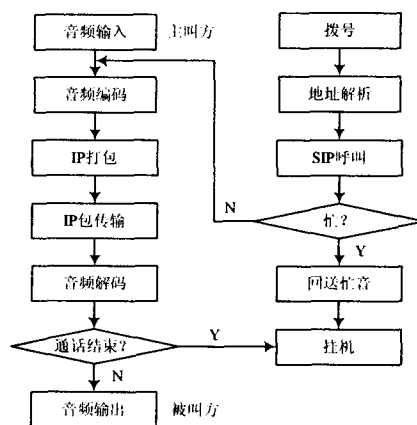 音频输入 主叫方
音频编码
IP打包
IP包传输
音频解码
通话结束?
Y
N
音频输出 被叫方
拨号
地址解析
SIP呼叫
忙?
N
Y
回送忙音
挂机